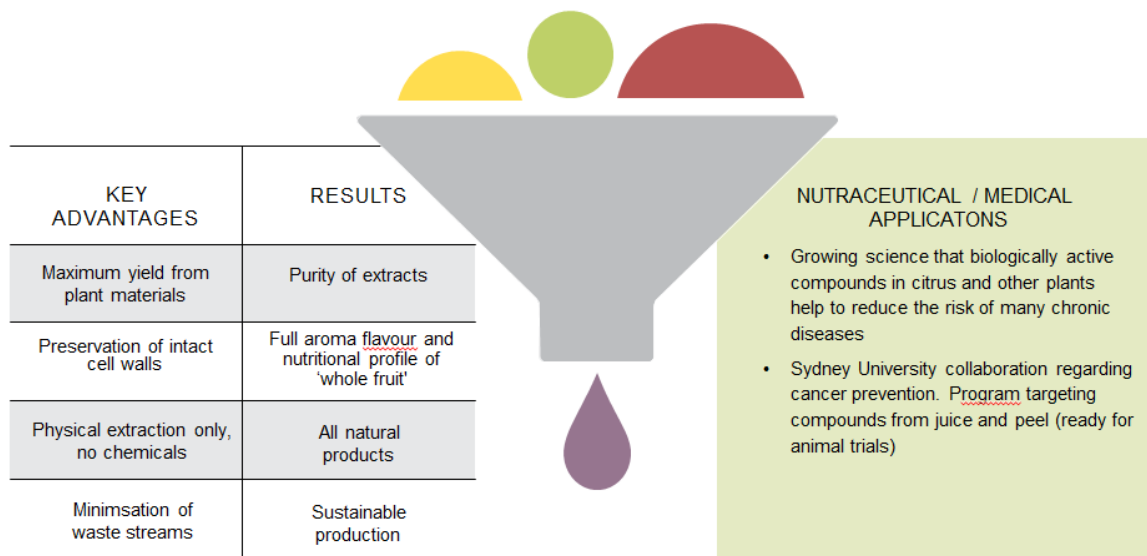 KEY
ADVANTAGES
RESULTS
Maximum yield from
plant materials
Purity of extracts
Preservation of intact
cell walls
Full aroma flavour and
nutritional profile of
‘whole fruit'
Physical extraction only,
no chemicals
All natural
products
Minimsation of
waste streams
Sustainable
production
NUTRACEUTICAL / MEDICAL
APPLICATONS
• Growing science that biologically active
compounds in citrus and other plants
help to reduce the risk of many chronic
diseases
• Sydney University collaboration regarding
cancer prevention. Program targeting
compounds from juice and peel (ready for
animal trials)